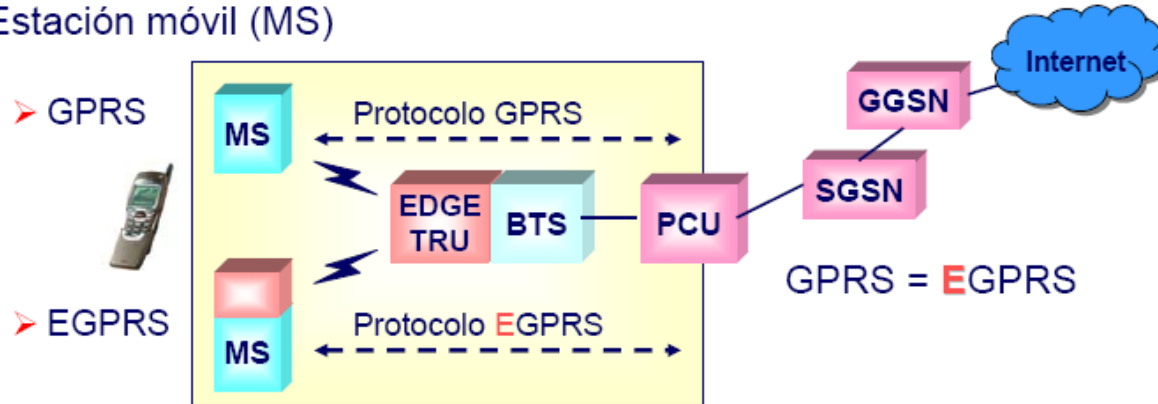 Estación móvil (MS)
➤ GPRS
MS
Protocolo GPRS
EDGE
TRU
BTS
PCU
SGSN
GGSN
Internet
GPRS = EGPRS
➤ EGPRS
MS
Protocolo EGPRS